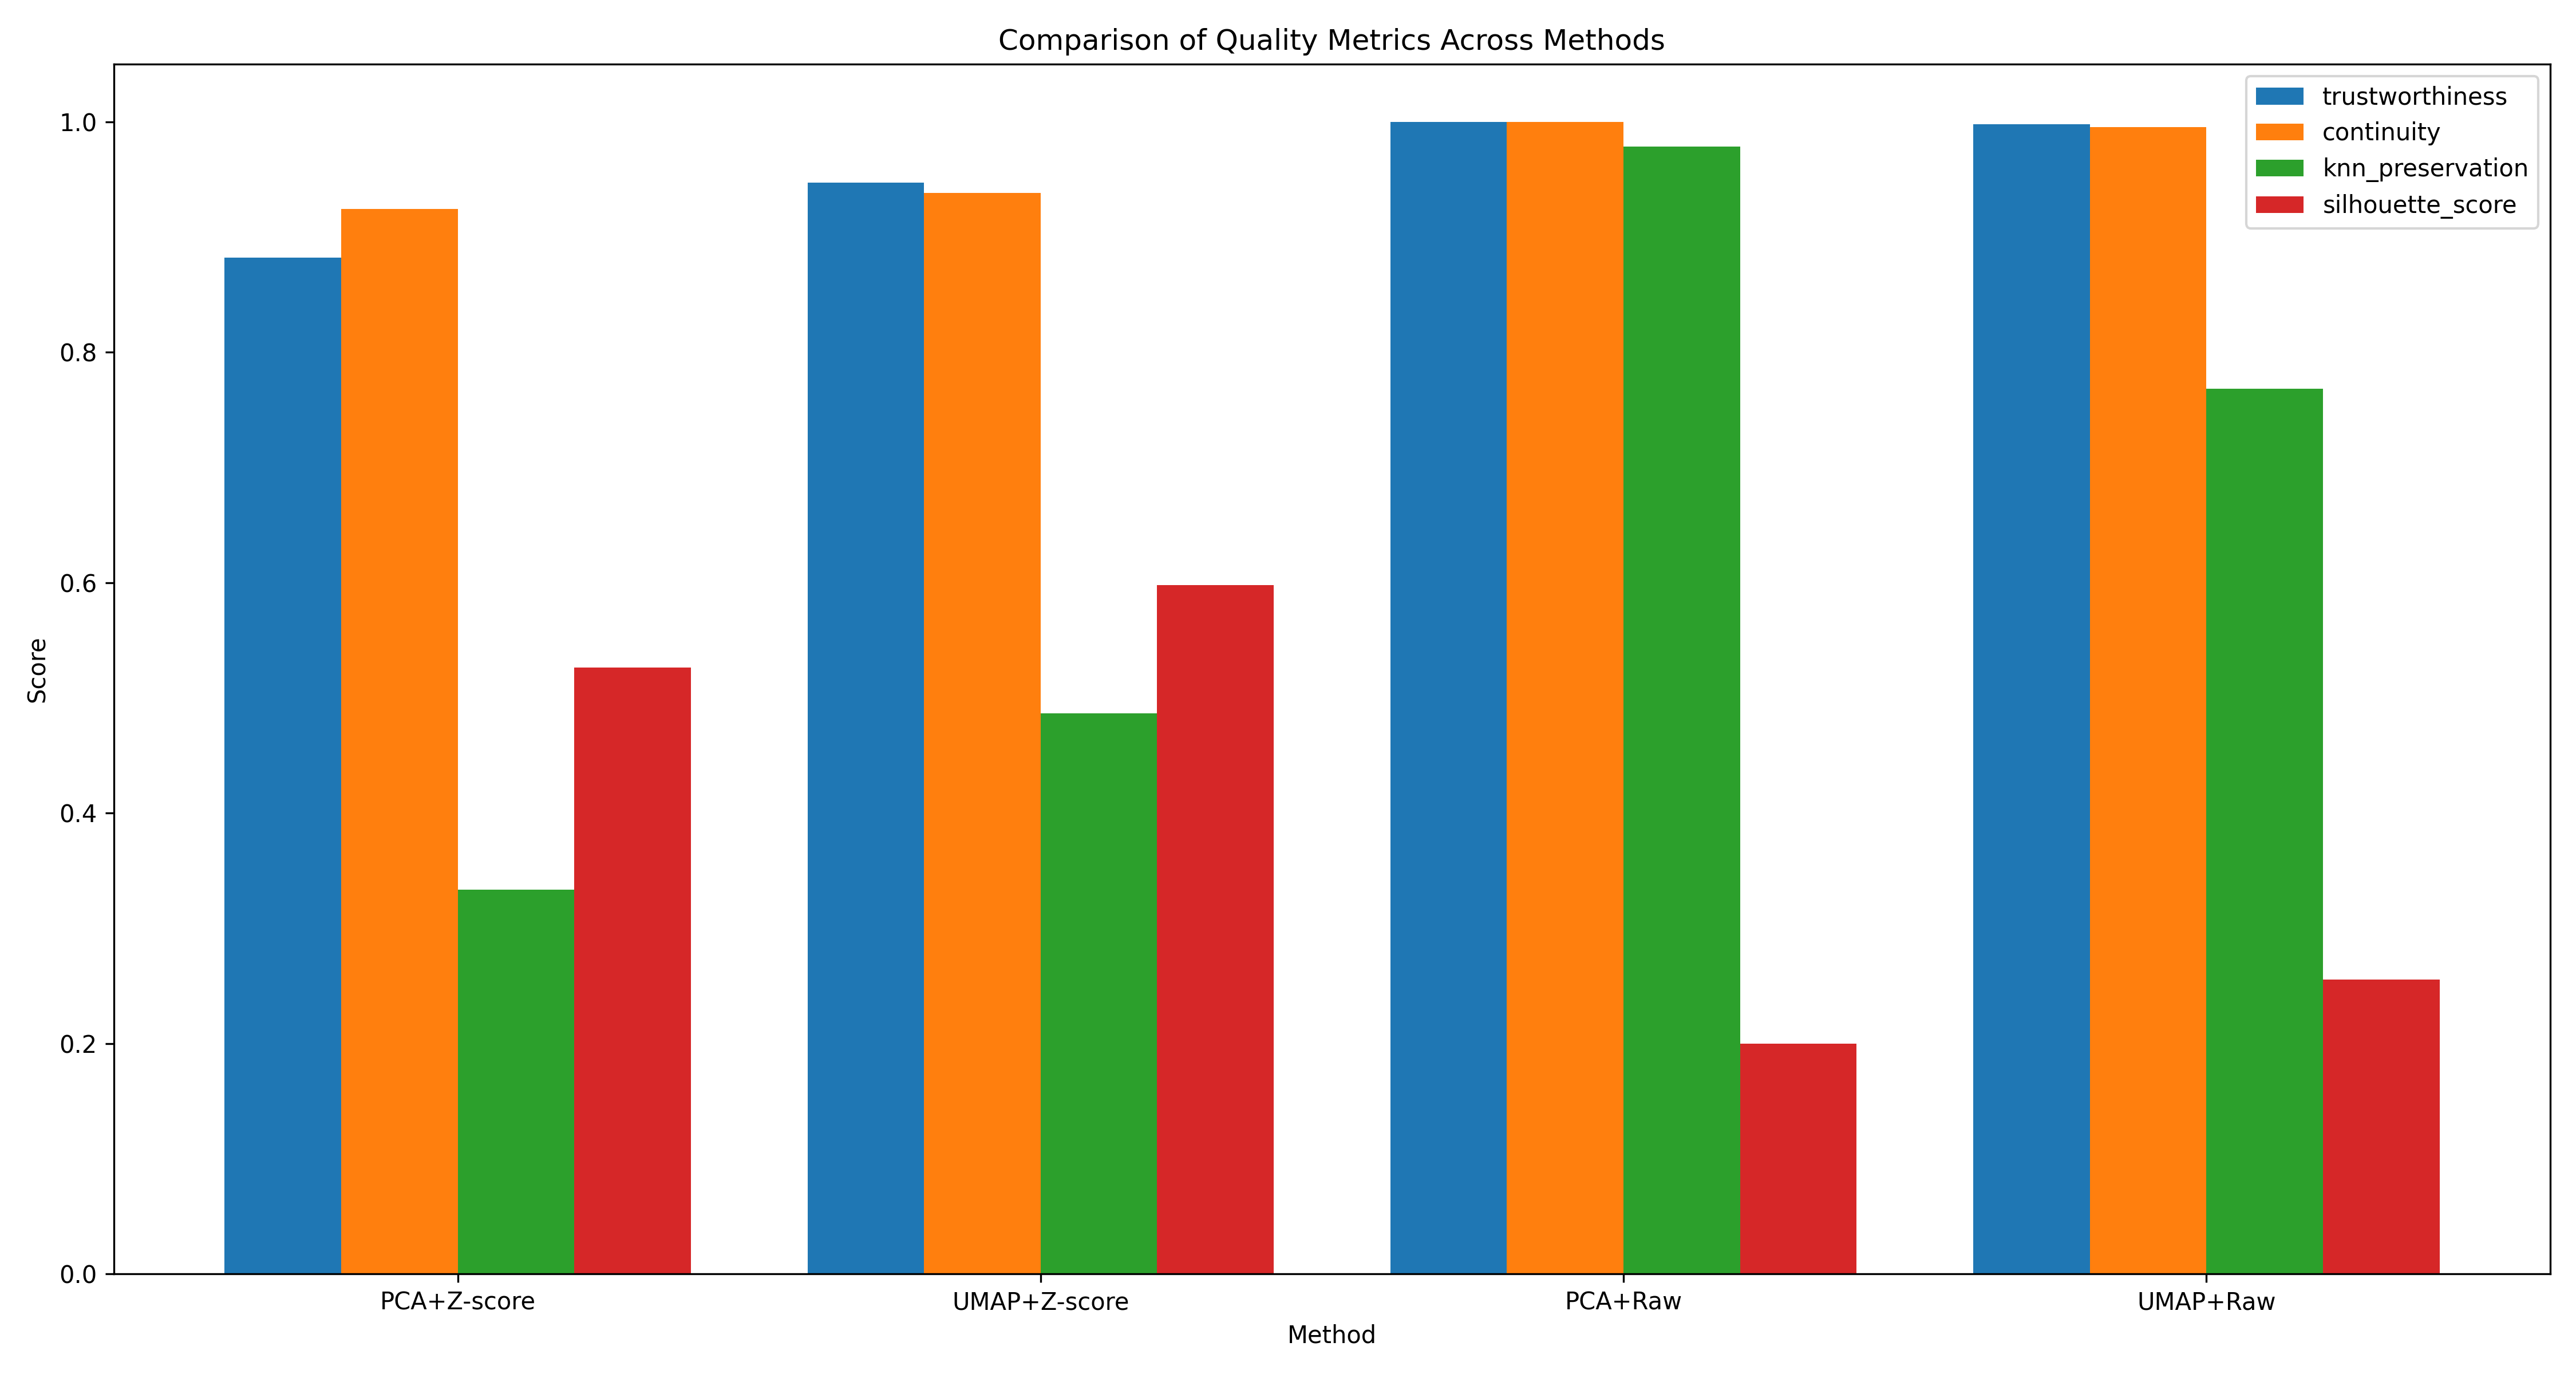 Comparison of Quality Metrics Across Methods
trustworthiness
continuity
knn_preservation
silhouette_score
1.0
0.8
0.6
0.4
0.2
0.0
Score
PCA+Z-score
UMAP+Z-score
PCA+Raw
UMAP+Raw
Method